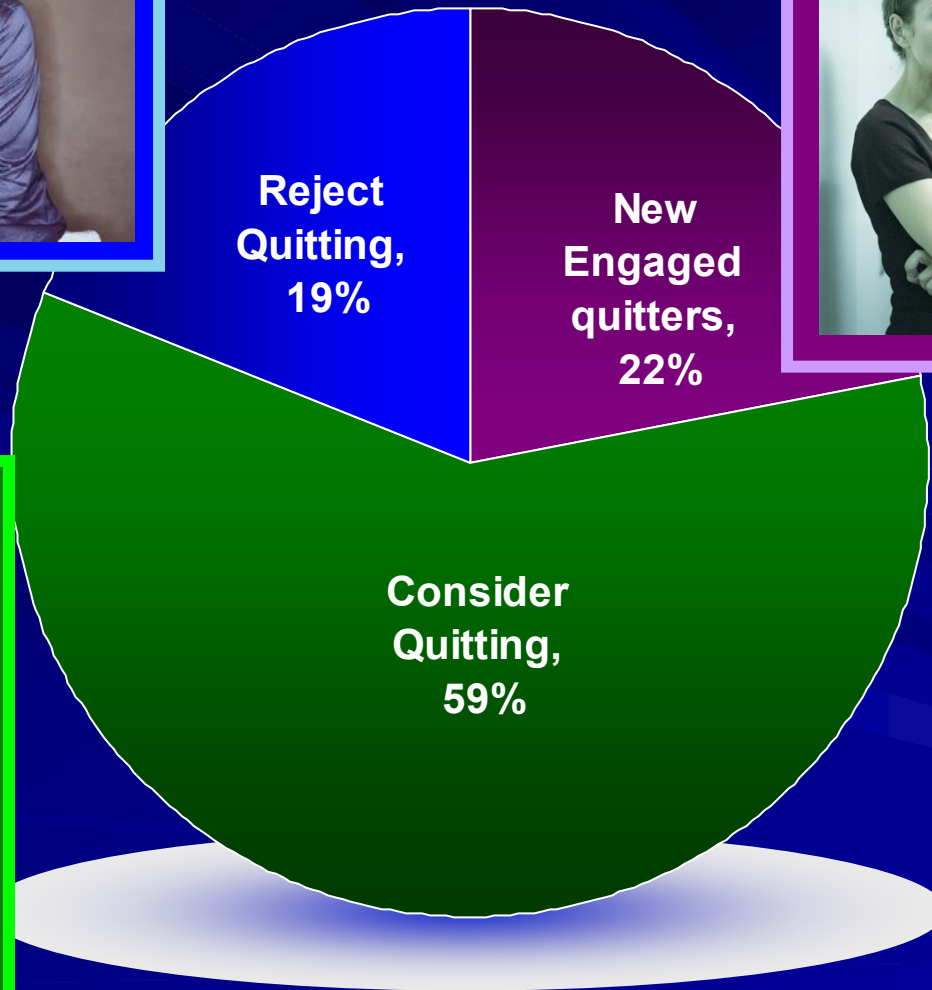 Reject
Quitting,
19%
New
Engaged
quitters,
22%
Consider
Quitting,
59%